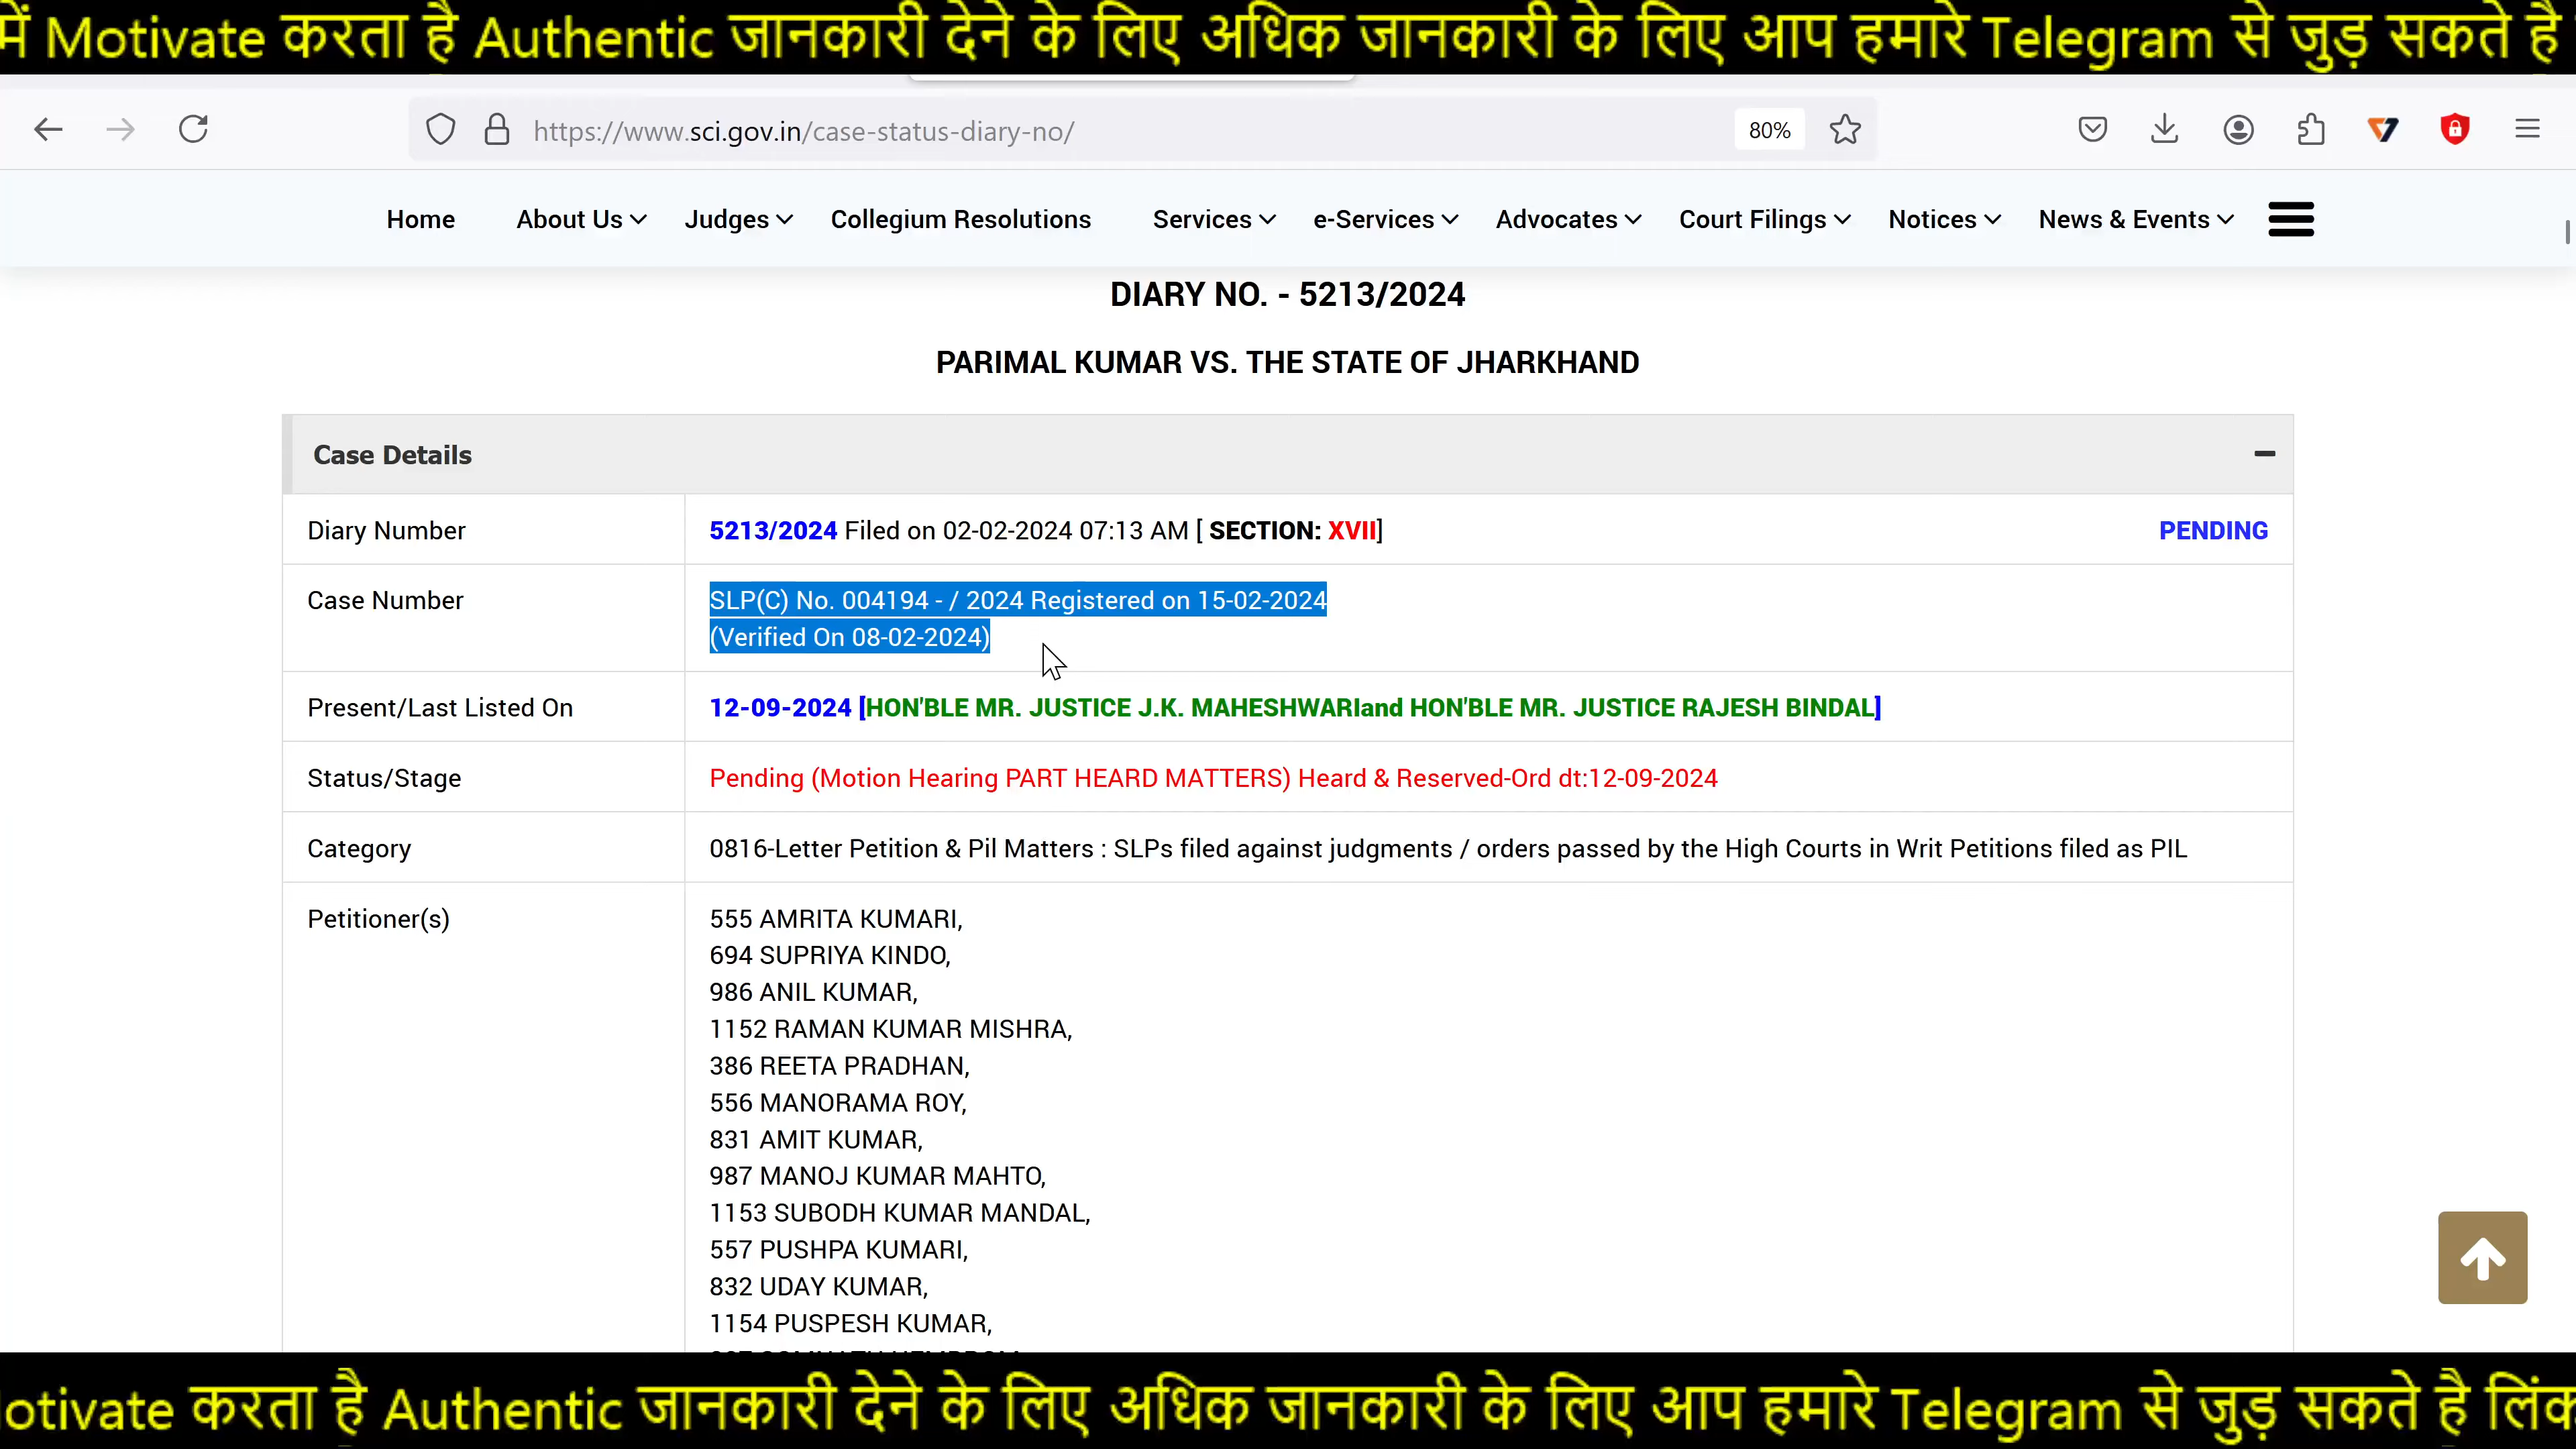 में Motivate करता है Authentic जानकारी देने के लिए अधिक जानकारी के लिए आप हमारे Telegram से जुड़ सकते है
https://www.sci.gov.in/case-status-diary-no/ 80%
Home About Us Judges Collegium Resolutions Services e-Services Advocates Court Filings Notices News & Events
DIARY NO. - 5213/2024
PARIMAL KUMAR VS. THE STATE OF JHARKHAND
Case Details
Diary Number 5213/2024 Filed on 02-02-2024 07:13 AM [ SECTION: XVII] PENDING
Case Number SLP(C) No. 004194 - / 2024 Registered on 15-02-2024
(Verified On 08-02-2024)
Present/Last Listed On 12-09-2024 [HON'BLE MR. JUSTICE J.K. MAHESHWARIand HON'BLE MR. JUSTICE RAJESH BINDAL]
Status/Stage Pending (Motion Hearing PART HEARD MATTERS) Heard & Reserved-Ord dt:12-09-2024
Category 0816-Letter Petition & Pil Matters : SLPs filed against judgments / orders passed by the High Courts in Writ Petitions filed as PIL
Petitioner(s) 555 AMRITA KUMARI,
694 SUPRIYA KINDO,
986 ANIL KUMAR,
1152 RAMAN KUMAR MISHRA,
386 REETA PRADHAN,
556 MANORAMA ROY,
831 AMIT KUMAR,
987 MANOJ KUMAR MAHTO,
1153 SUBODH KUMAR MANDAL,
557 PUSHPA KUMARI,
832 UDAY KUMAR,
1154 PUSPESH KUMAR,
otivate करता है Authentic जानकारी देने के लिए अधिक जानकारी के लिए आप हमारे Telegram से जुड़ सकते है लिंक